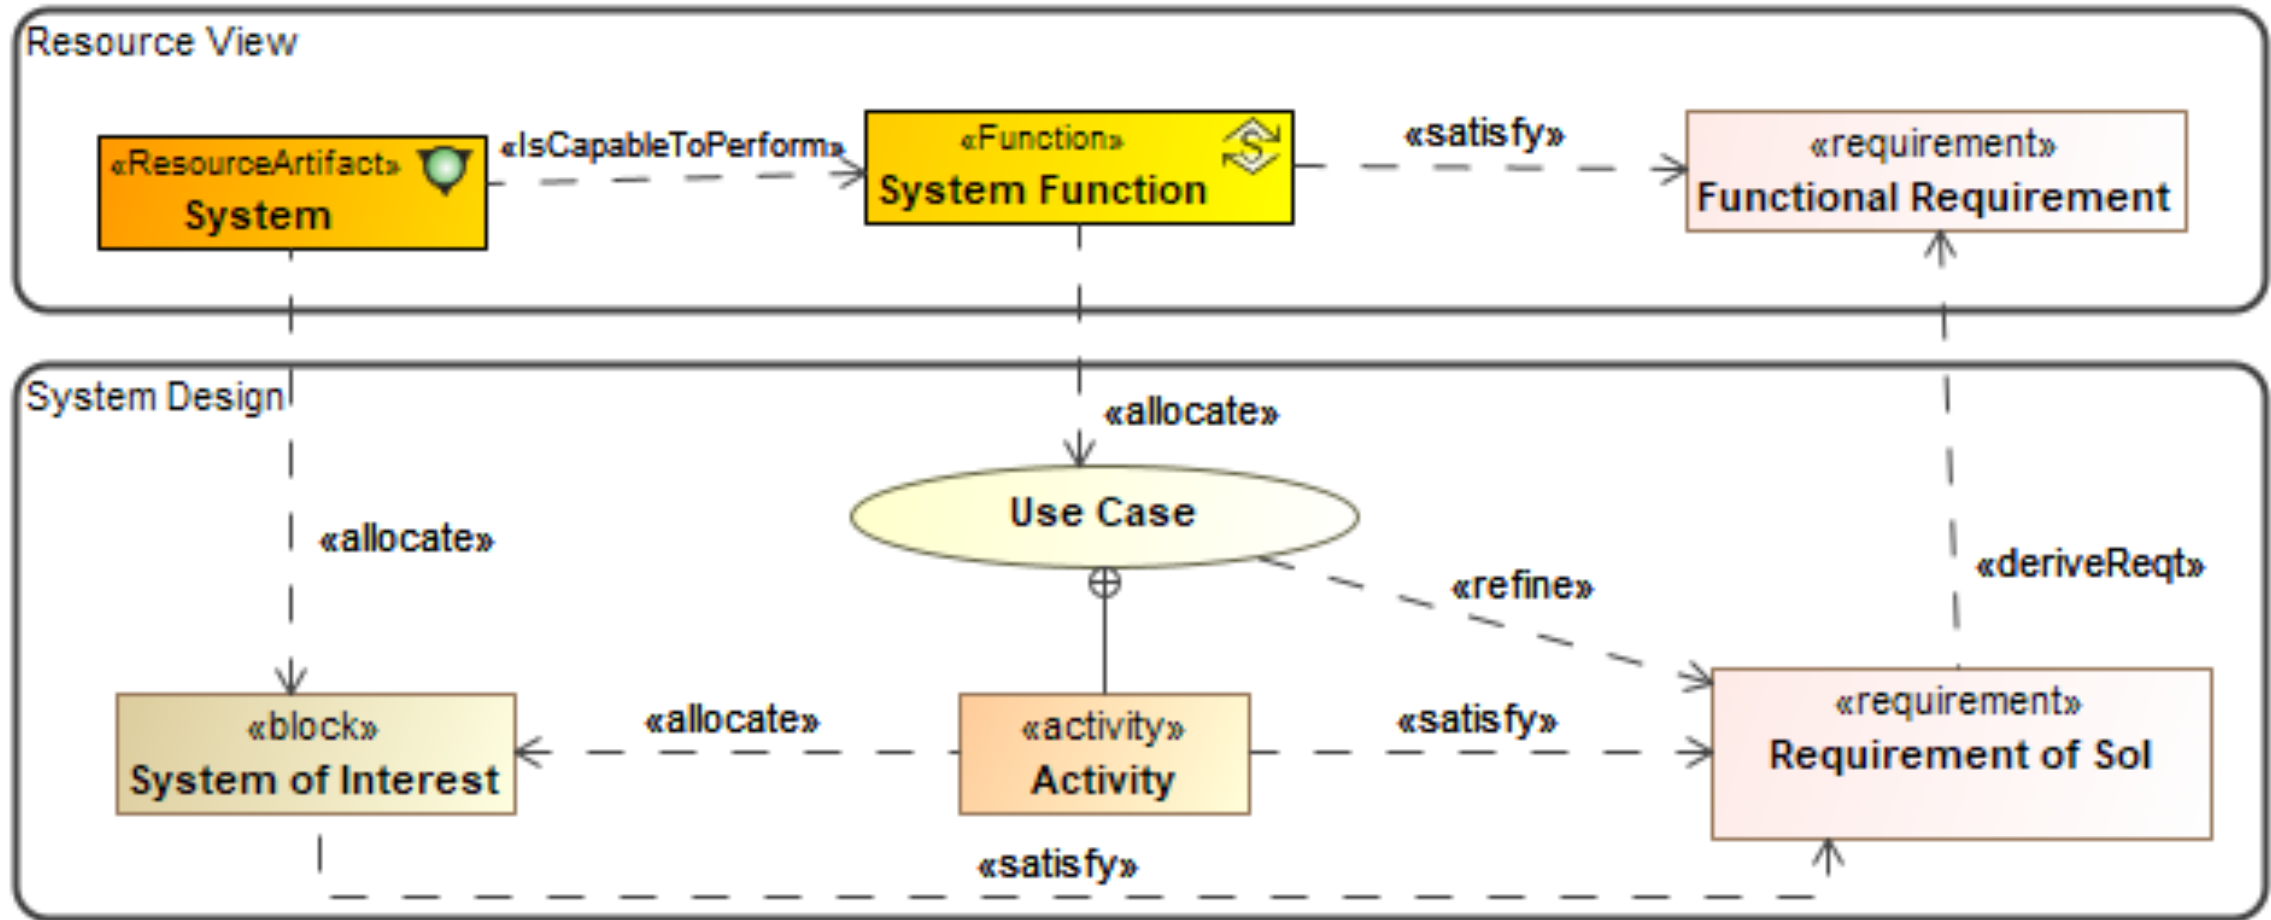 Resource View
«ResourceArtifact»
System
«IsCapableToPerform»
«Function»
System Function
S
«satisfy»
«requirement»
Functional Requirement
System Design
«allocate»
«allocate»
Use Case
«refine»
«deriveReqt»
«block»
System of Interest
«allocate»
«activity»
Activity
«satisfy»
«requirement»
Requirement of SoI
«satisfy»